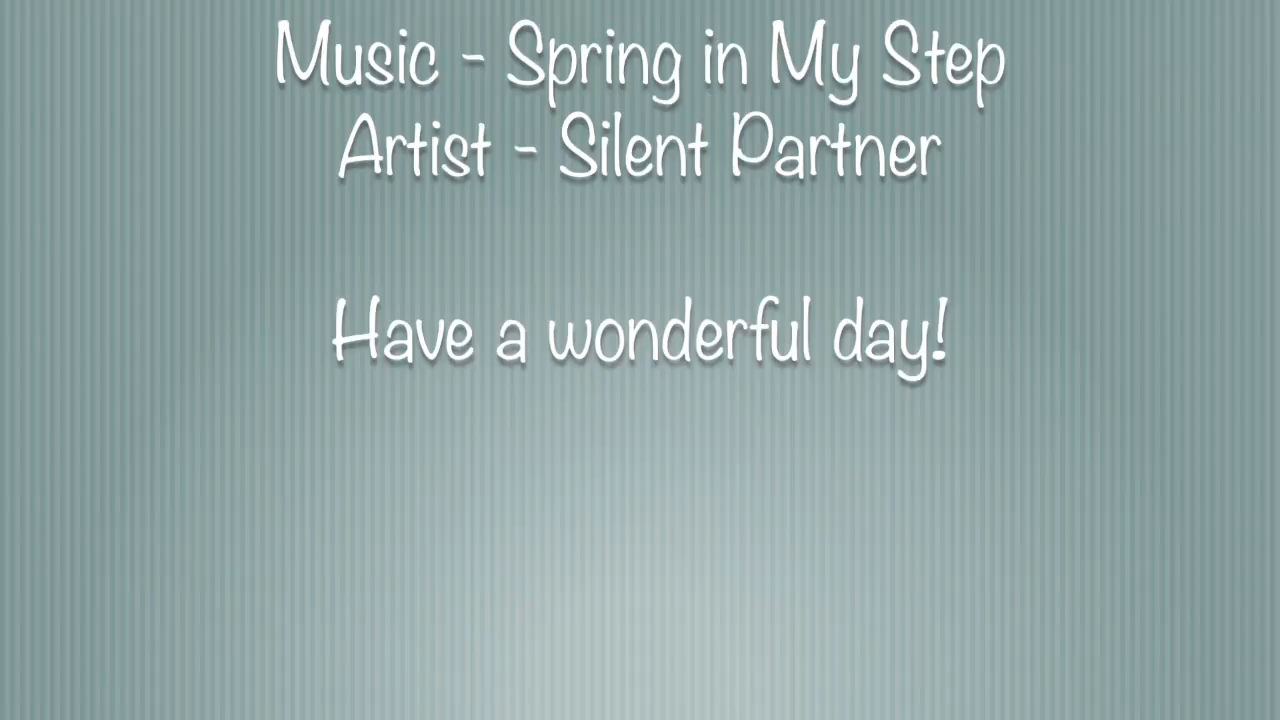 Music - Spring in My Step
Artist - Silent Partner
Have a wonderful day!